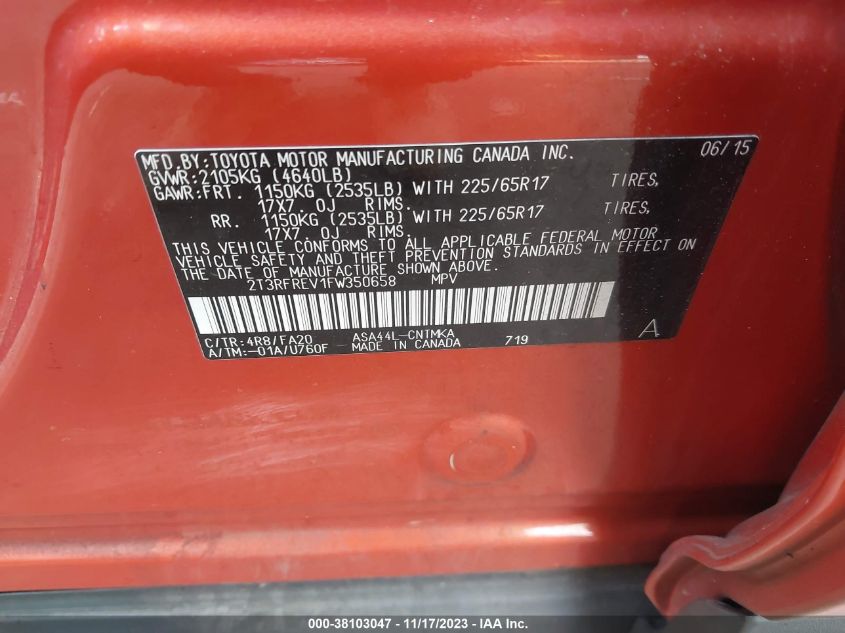 MFD. BY: TOYOTA MOTOR MANUFACTURING CANADA INC. 06/15
GVWR: 2105KG (4640LB)
GAWR: FRT. 1150KG (2535LB) WITH 225/65R17 TIRES,
17X7 OJ RIMS.
RR. 1150KG (2535LB) WITH 225/65R17 TIRES,
17X7 OJ RIMS.
THIS VEHICLE CONFORMS TO ALL APPLICABLE FEDERAL MOTOR
VEHICLE SAFETY AND THEFT PREVENTION STANDARDS IN EFFECT ON
THE DATE OF MANUFACTURE SHOWN ABOVE.
2T3RFREV1FW350658 MPV
A
C/TR: 4R8/FA20 ASA44L-CNTMKA 719
A/TM: -01A/U760F MADE IN CANADA
000-38103047 - 11/17/2023 - IAA Inc.